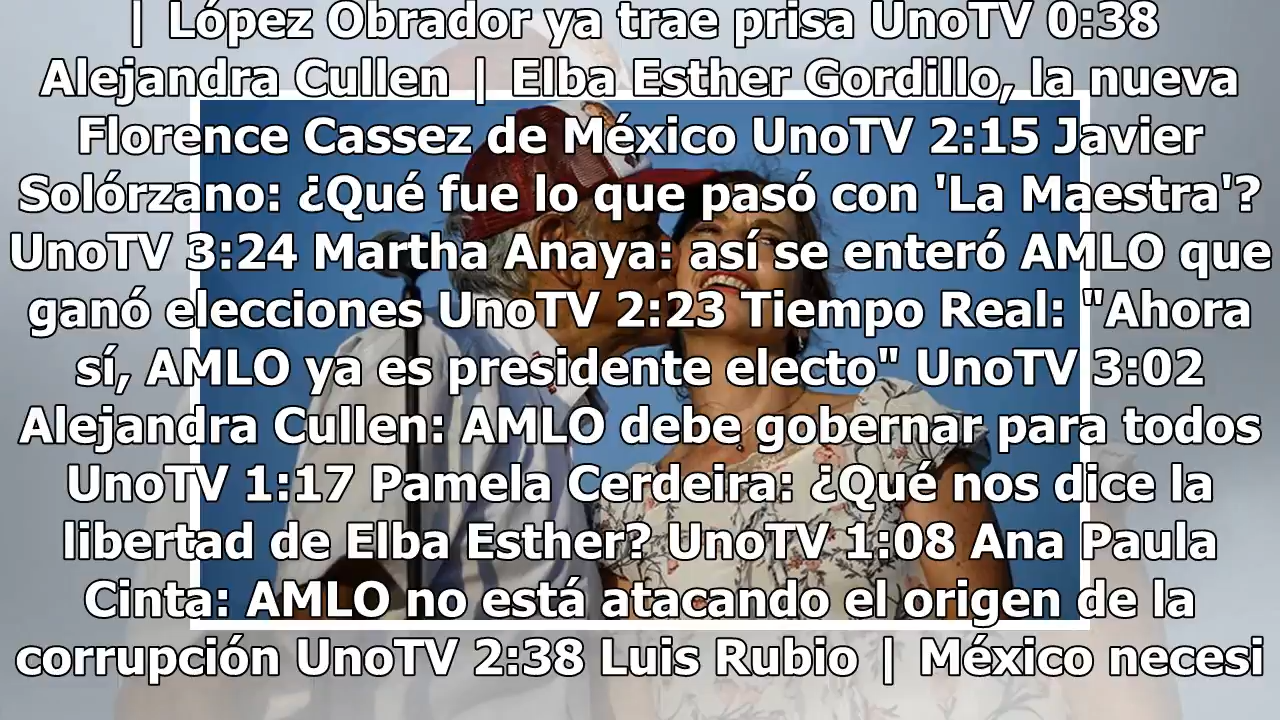 | López Obrador ya trae prisa UnoTV 0:38
Alejandra Cullen | Elba Esther Gordillo, la nueva
Florence Cassez de México UnoTV 2:15 Javier
Solórzano: ¿Qué fue lo que pasó con 'La Maestra'?
UnoTV 3:24 Martha Anaya: así se enteró AMLO que
ganó elecciones UnoTV 2:23 Tiempo Real: "Ahora
sí, AMLO ya es presidente electo" UnoTV 3:02
Alejandra Cullen: AMLO debe gobernar para todos
UnoTV 1:17 Pamela Cerdeira: ¿Qué nos dice la
libertad de Elba Esther? UnoTV 1:08 Ana Paula
Cinta: AMLO no está atacando el origen de la
corrupción UnoTV 2:38 Luis Rubio | México necesi